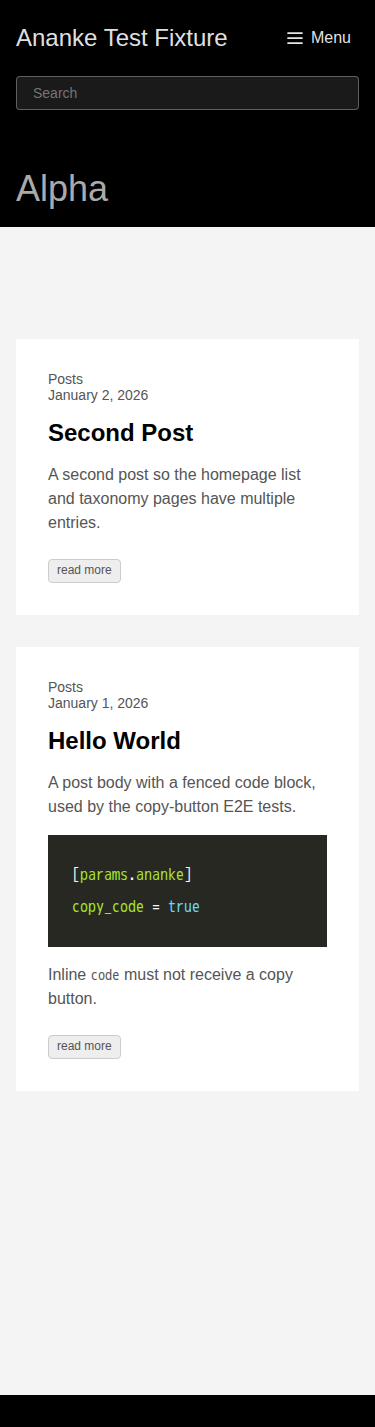 Ananke Test Fixture
Menu
Search
Alpha
Posts
January 2, 2026
Second Post
A second post so the homepage list
and taxonomy pages have multiple
entries.
read more
Posts
January 1, 2026
Hello World
A post body with a fenced code block,
used by the copy-button E2E tests.
[params.ananke]
copy_code = true
Inline code must not receive a copy
button.
read more